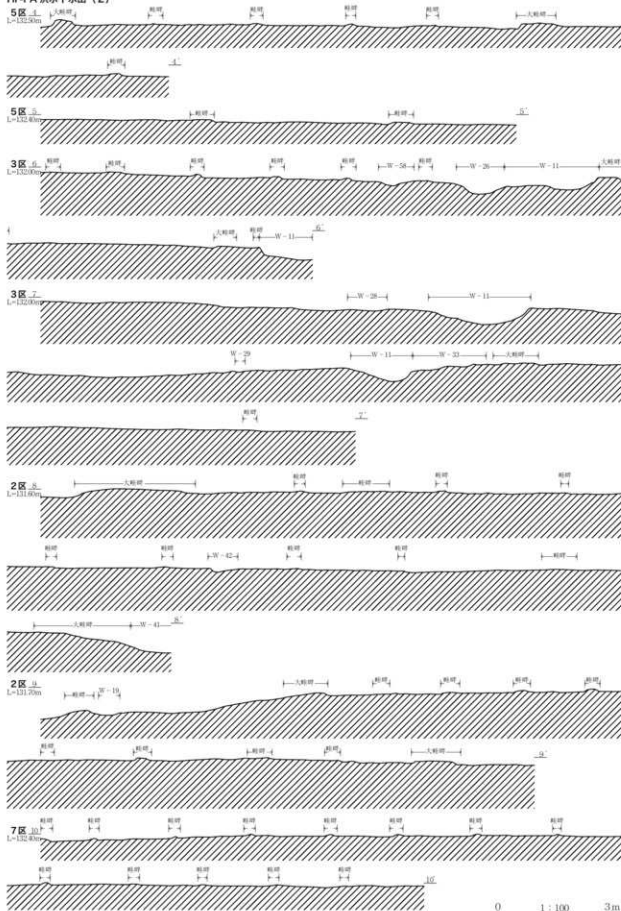 5区 4
L=132.50m
大畦畔 畦畔 畦畔 畦畔 畦畔 大畦畔
畦畔 4′
5区 5
L=132.40m
畦畔 畦畔 5′
3区 6
L=132.00m
畦畔 畦畔 畦畔 畦畔 畦畔 W-58 畦畔 W-26 W-11 大畦畔
大畦畔 畦畔 W-11 6′
3区 7
L=132.00m
W-28 W-11
W-29 W-11 W-33 大畦畔
畦畔 7′
2区 8
L=131.60m
大畦畔 畦畔 畦畔 畦畔 畦畔
畦畔 畦畔 W-42 畦畔 畦畔 畦畔
大畦畔 W-41 8′
2区 9
L=131.70m
畦畔 W-19 大畦畔 畦畔 畦畔 畦畔 畦畔
畦畔 畦畔 畦畔 畦畔 大畦畔 9′
7区 10
L=132.40m
畦畔 畦畔 畦畔 畦畔 畦畔 畦畔 畦畔 畦畔
畦畔 畦畔 畦畔 畦畔 畦畔 10′
0 1:100 3m